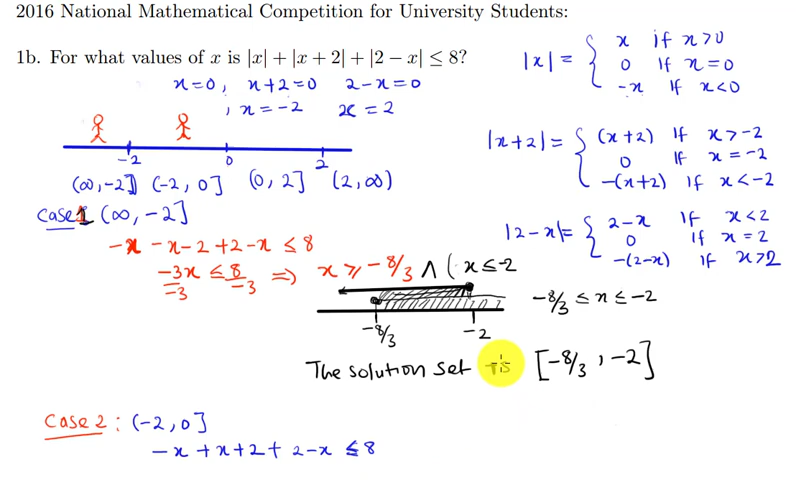 2016 National Mathematical Competition for University Students:
1b. For what values of x is |x| + |x + 2| + |2 − x| ≤ 8?
x=0, x+2=0 2-x=0
, x=-2 x=2
|x| = { x if x>0
0 if x=0
-x if x<0
|x+2| = { (x+2) if x>-2
0 if x=-2
-(x+2) if x<-2
|2-x| = { 2-x if x<2
0 if x=2
-(2-x) if x>2
-2 0 2
(∞,-2] (-2,0] (0,2] (2,∞)
Case 1 (∞,-2]
-x -x-2+2-x ≤ 8
-3x/-3 ≤ 8/-3 ⇒ x ≥ -8/3 ∧ ( x ≤ -2
-8/3 -2
-8/3 ≤ x ≤ -2
The solution set is [-8/3, -2]
Case 2: (-2,0]
-x+x+2+2-x ≤ 8